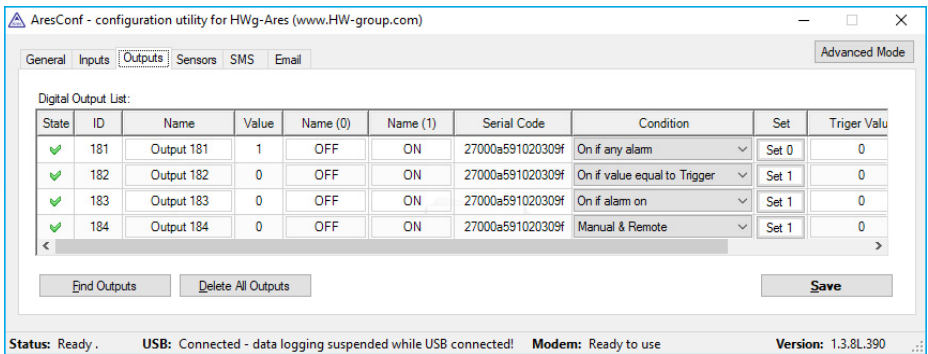 AresConf - configuration utility for HWg-Ares (www.HW-group.com)
Advanced Mode
General Inputs Outputs Sensors SMS Email
Digital Output List:
State ID Name Value Name (0) Name (1) Serial Code Condition Set Triger Valu
181 Output 181 1 OFF ON 27000a591020309f On if any alarm Set 0 0
182 Output 182 0 OFF ON 27000a591020309f On if value equal to Trigger Set 1 0
183 Output 183 0 OFF ON 27000a591020309f On if alarm on Set 1 0
184 Output 184 0 OFF ON 27000a591020309f Manual & Remote Set 1 0
Find Outputs Delete All Outputs Save
Status: Ready . USB: Connected - data logging suspended while USB connected! Modem: Ready to use Version: 1.3.8L.390